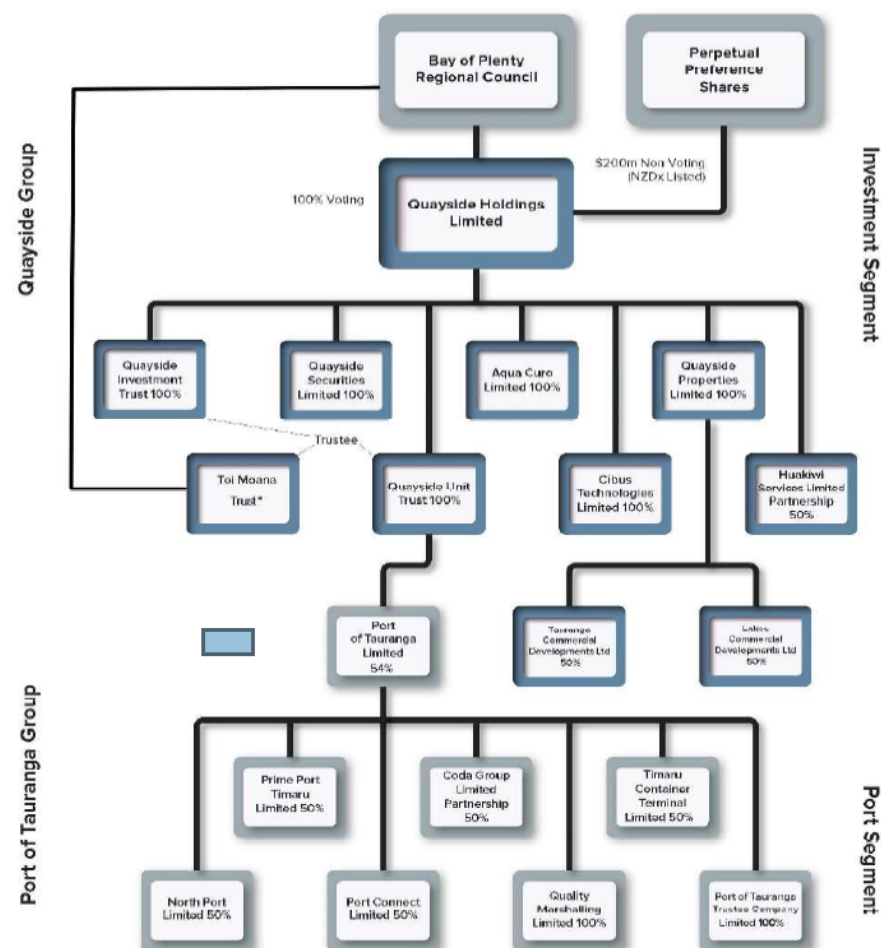 Bay of Plenty
Regional Council
Perpetual
Preference
Shares
Quayside Group
Investment Segment
$200m Non Voting
(NZDx Listed)
100% Voting
Quayside Holdings
Limited
Quayside
Investment
Trust 100%
Quayside
Securities
Limited 100%
Aqua Curo
Limited 100%
Quayside
Properties
Limited 100%
Trustee
Toi Moana
Trust*
Quayside Unit
Trust 100%
Cibus
Technologies
Limited 100%
Huakiwi
Services Limited
Partnership
50%
Port
of Tauranga
Limited
54%
Tauranga
Commercial
Developments Ltd
50%
Lakes
Commercial
Developments Ltd
50%
Port of Tauranga Group
Port Segment
Prime Port
Timaru
Limited 50%
Coda Group
Limited
Partnership
50%
Timaru
Container
Terminal
Limited 50%
North Port
Limited 50%
Port Connect
Limited 50%
Quality
Marshalling
Limited 100%
Port of Tauranga
Trustee Company
Limited 100%